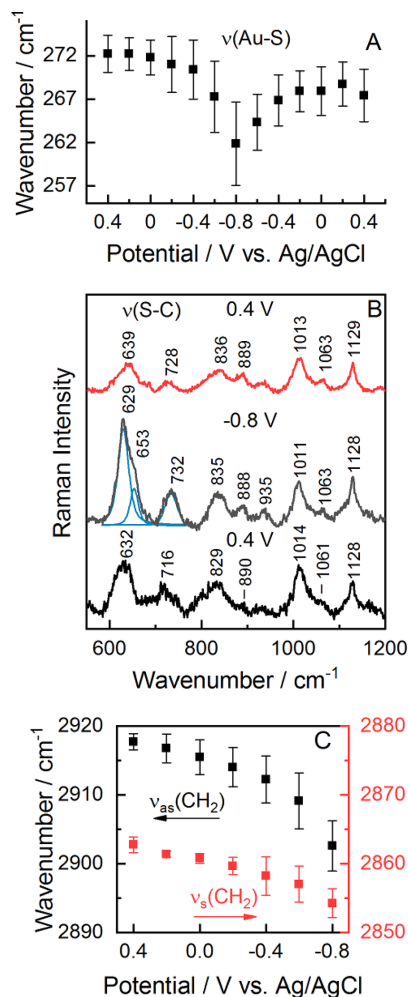 ν(Au-S) A
272
267
262
257
Wavenumber / cm⁻¹
0.4 0 -0.4 -0.8 -0.4 0 0.4
Potential / V vs. Ag/AgCl
ν(S-C) 0.4 V B
639 728 836 889 1013 1063 1129
-0.8 V
629 653 732 835 888 935 1011 1063 1128
0.4 V
632 716 829 890 1014 1061 1128
Raman Intensity
600 800 1000 1200
Wavenumber / cm⁻¹
2920 2880
C
2910 2870
νas(CH2)
2900 2860
νs(CH2)
2890 2850
Wavenumber / cm⁻¹
0.4 0.0 -0.4 -0.8
Potential / V vs. Ag/AgCl